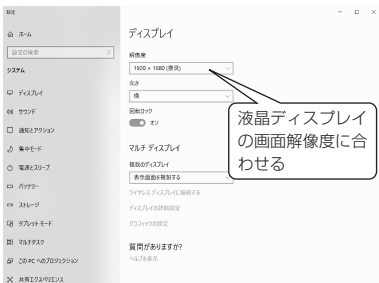 設定
ホーム
設定の検索
システム
ディスプレイ
サウンド
通知とアクション
集中モード
電源とスリープ
バッテリー
ストレージ
タブレット モード
マルチタスク
この PC へのプロジェクション
共有エクスペリエンス
ディスプレイ
解像度
1920 × 1080 (推奨)
向き
横
回転ロック
オン
マルチ ディスプレイ
複数のディスプレイ
表示画面を複製する
ワイヤレス ディスプレイに接続する
ディスプレイの詳細設定
グラフィックの設定
質問がありますか?
ヘルプを表示
液晶ディスプレイ
の画面解像度に合
わせる